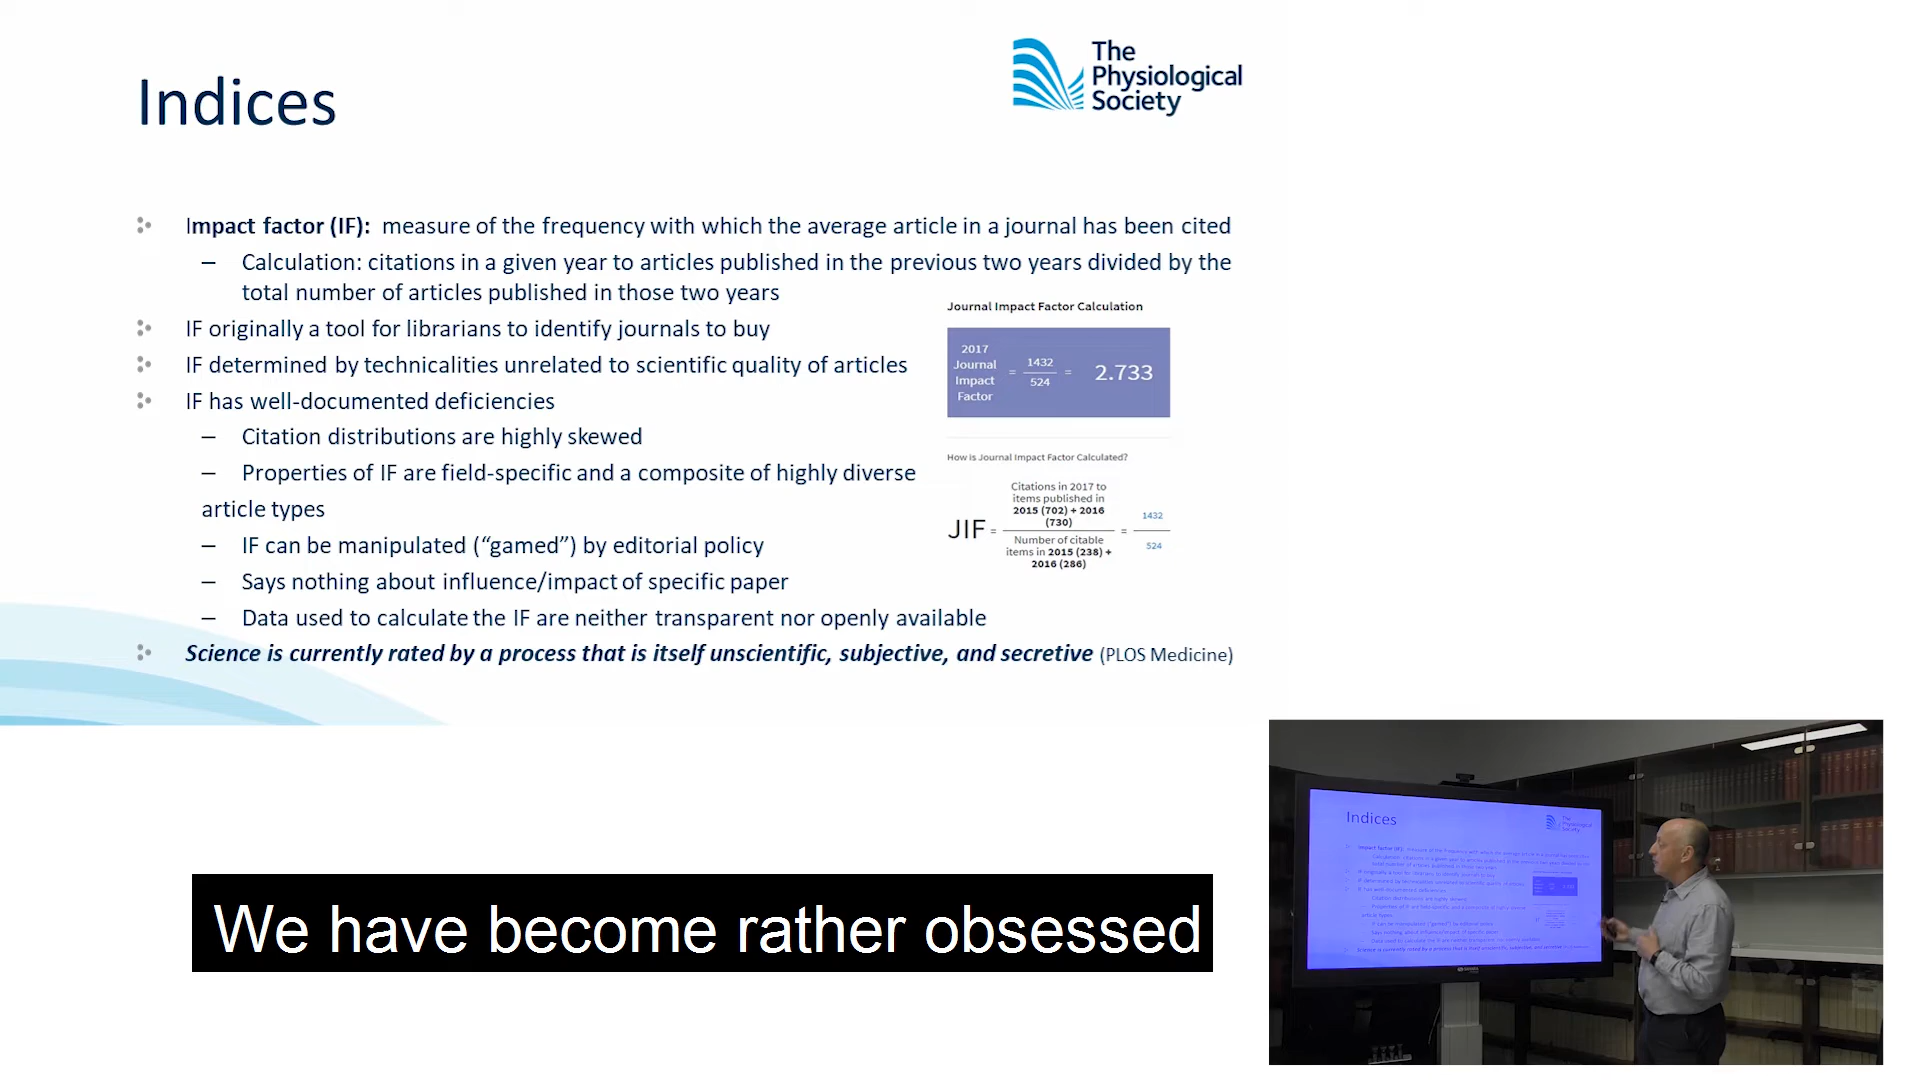 The
Physiological
Society
Indices
Impact factor (IF): measure of the frequency with which the average article in a journal has been cited
– Calculation: citations in a given year to articles published in the previous two years divided by the
total number of articles published in those two years
IF originally a tool for librarians to identify journals to buy
IF determined by technicalities unrelated to scientific quality of articles
IF has well-documented deficiencies
– Citation distributions are highly skewed
– Properties of IF are field-specific and a composite of highly diverse
article types
– IF can be manipulated (“gamed”) by editorial policy
– Says nothing about influence/impact of specific paper
– Data used to calculate the IF are neither transparent nor openly available
Science is currently rated by a process that is itself unscientific, subjective, and secretive (PLOS Medicine)
Journal Impact Factor Calculation
2017
Journal
Impact
Factor
=
1432
524
=
2.733
How is Journal Impact Factor Calculated?
JIF =
Citations in 2017 to
items published in
2015 (702) + 2016
(730)
Number of citable
items in 2015 (238) +
2016 (286)
=
1432
524
We have become rather obsessed
Indices
The
Physiological
Society